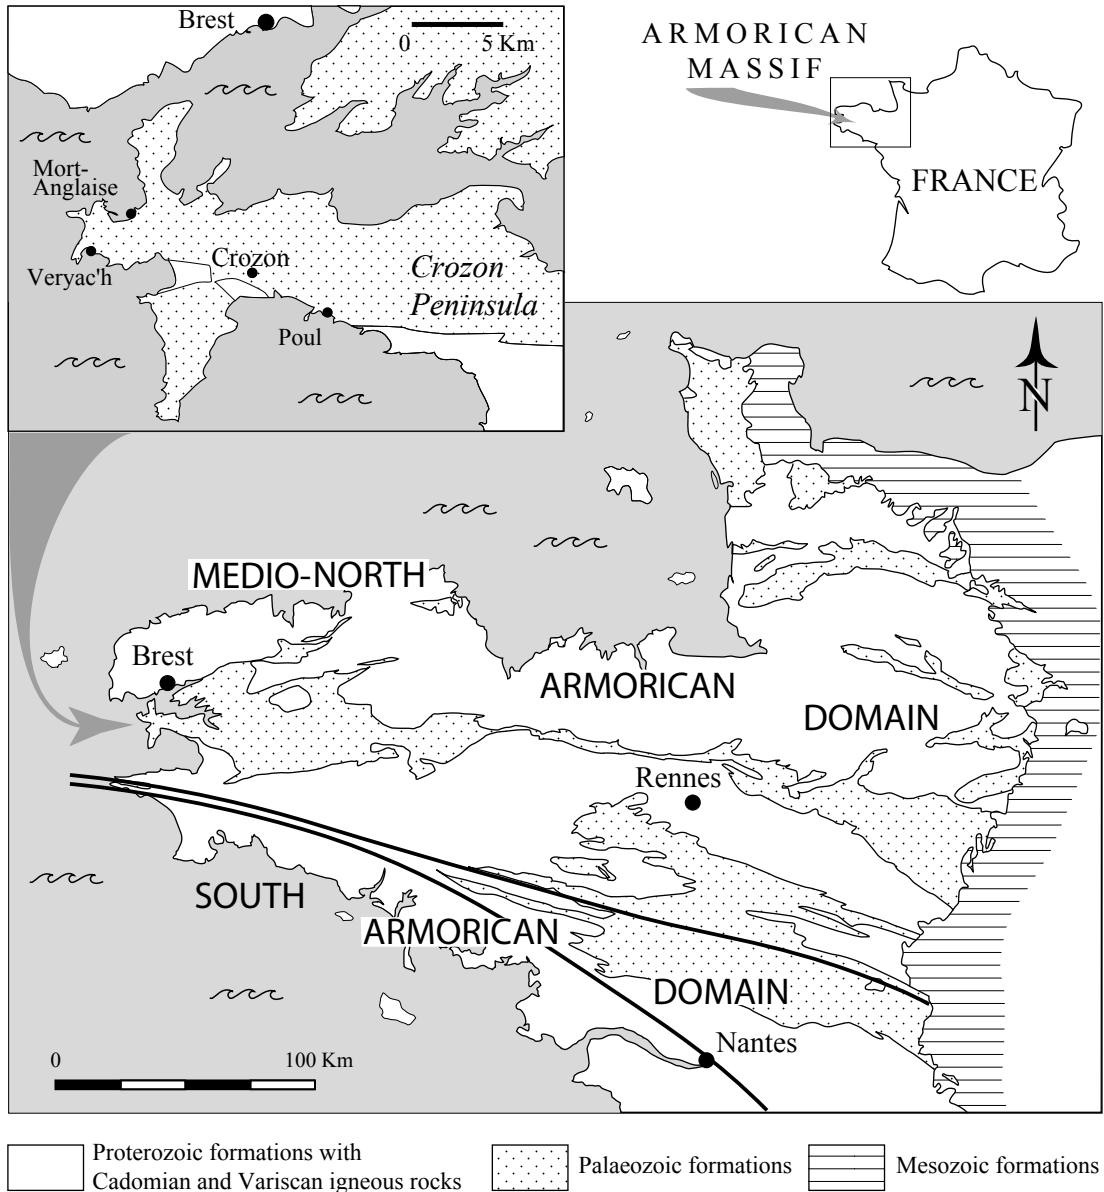 Brest
0 5 Km
Mort-
Anglaise
Veryac'h
Crozon
Crozon
Peninsula
Poul
ARMORICAN
MASSIF
FRANCE
N
MEDIO-NORTH
Brest
ARMORICAN
DOMAIN
Rennes
SOUTH
ARMORICAN
DOMAIN
Nantes
0 100 Km
Proterozoic formations with
Cadomian and Variscan igneous rocks
Palaeozoic formations
Mesozoic formations